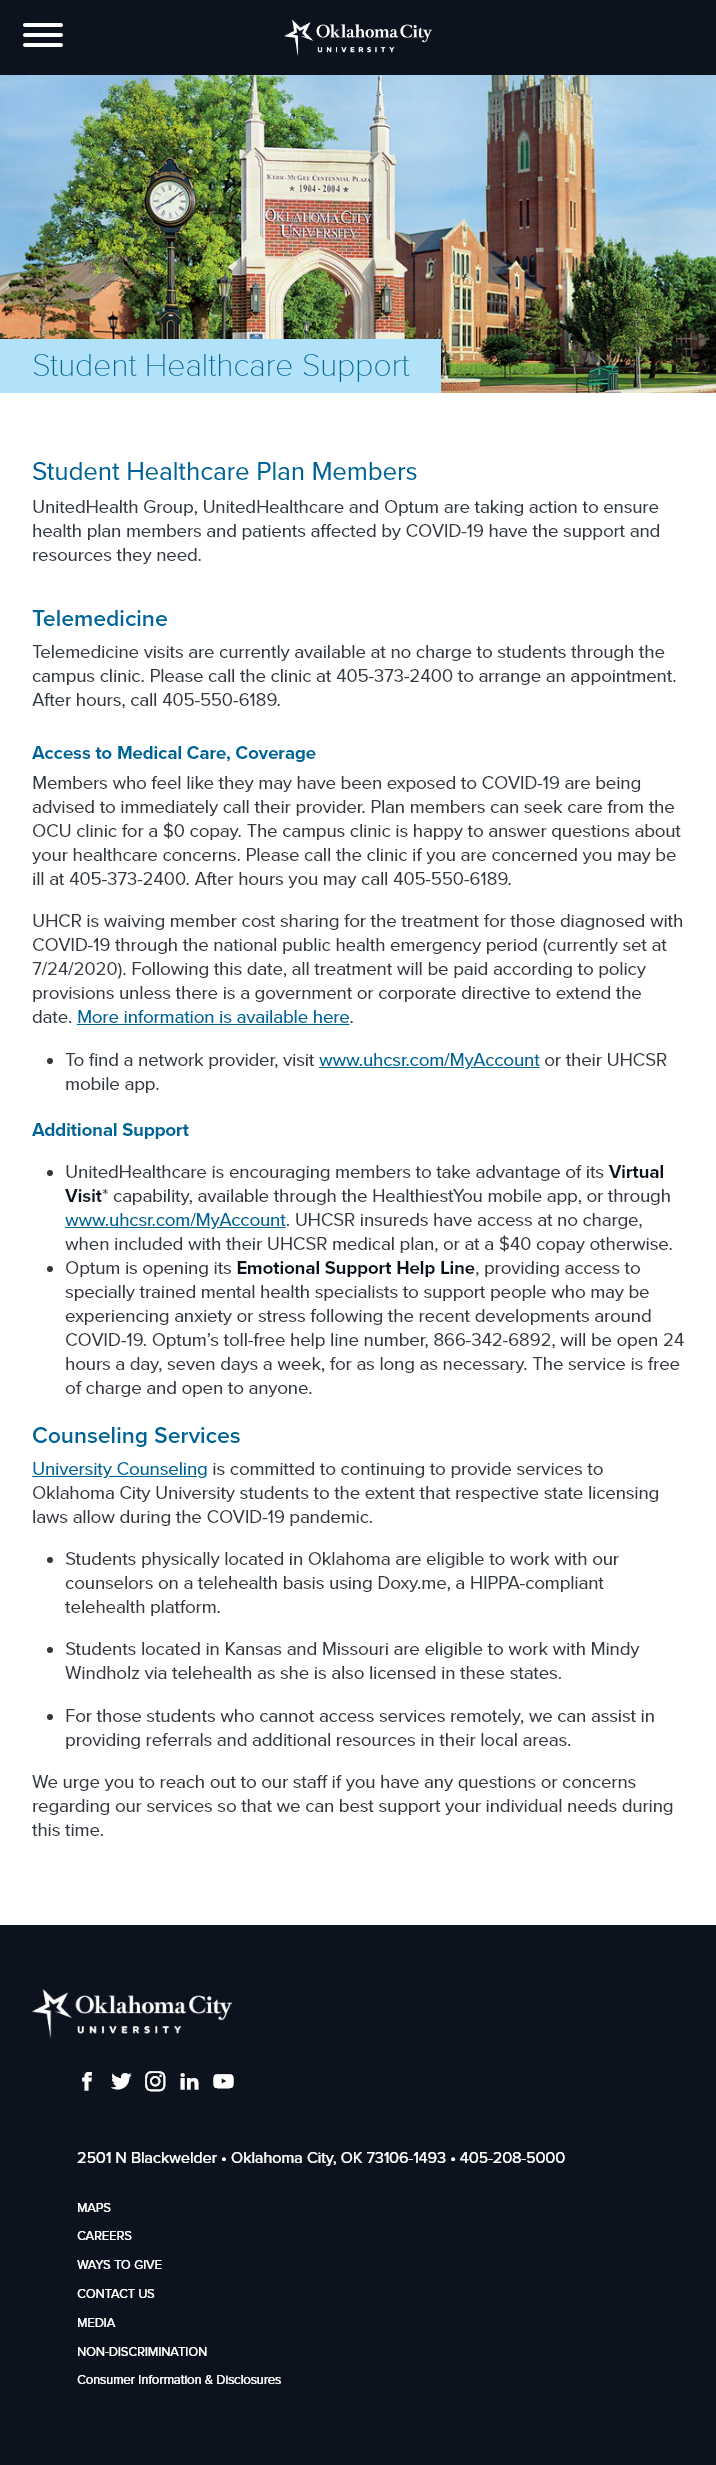 Oklahoma City
UNIVERSITY
KERR-MCGEE CENTENNIAL PLAZA
★ 1904 - 2004 ★
OKLAHOMA CITY
UNIVERSITY
Student Healthcare Support
Student Healthcare Plan Members
UnitedHealth Group, UnitedHealthcare and Optum are taking action to ensure
health plan members and patients affected by COVID-19 have the support and
resources they need.
Telemedicine
Telemedicine visits are currently available at no charge to students through the
campus clinic. Please call the clinic at 405-373-2400 to arrange an appointment.
After hours, call 405-550-6189.
Access to Medical Care, Coverage
Members who feel like they may have been exposed to COVID-19 are being
advised to immediately call their provider. Plan members can seek care from the
OCU clinic for a $0 copay. The campus clinic is happy to answer questions about
your healthcare concerns. Please call the clinic if you are concerned you may be
ill at 405-373-2400. After hours you may call 405-550-6189.
UHCR is waiving member cost sharing for the treatment for those diagnosed with
COVID-19 through the national public health emergency period (currently set at
7/24/2020). Following this date, all treatment will be paid according to policy
provisions unless there is a government or corporate directive to extend the
date. More information is available here.
• To find a network provider, visit www.uhcsr.com/MyAccount or their UHCSR
mobile app.
Additional Support
• UnitedHealthcare is encouraging members to take advantage of its Virtual
Visit* capability, available through the HealthiestYou mobile app, or through
www.uhcsr.com/MyAccount. UHCSR insureds have access at no charge,
when included with their UHCSR medical plan, or at a $40 copay otherwise.
• Optum is opening its Emotional Support Help Line, providing access to
specially trained mental health specialists to support people who may be
experiencing anxiety or stress following the recent developments around
COVID-19. Optum’s toll-free help line number, 866-342-6892, will be open 24
hours a day, seven days a week, for as long as necessary. The service is free
of charge and open to anyone.
Counseling Services
University Counseling is committed to continuing to provide services to
Oklahoma City University students to the extent that respective state licensing
laws allow during the COVID-19 pandemic.
• Students physically located in Oklahoma are eligible to work with our
counselors on a telehealth basis using Doxy.me, a HIPPA-compliant
telehealth platform.
• Students located in Kansas and Missouri are eligible to work with Mindy
Windholz via telehealth as she is also licensed in these states.
• For those students who cannot access services remotely, we can assist in
providing referrals and additional resources in their local areas.
We urge you to reach out to our staff if you have any questions or concerns
regarding our services so that we can best support your individual needs during
this time.
Oklahoma City
UNIVERSITY
2501 N Blackwelder • Oklahoma City, OK 73106-1493 • 405-208-5000
MAPS
CAREERS
WAYS TO GIVE
CONTACT US
MEDIA
NON-DISCRIMINATION
Consumer Information & Disclosures